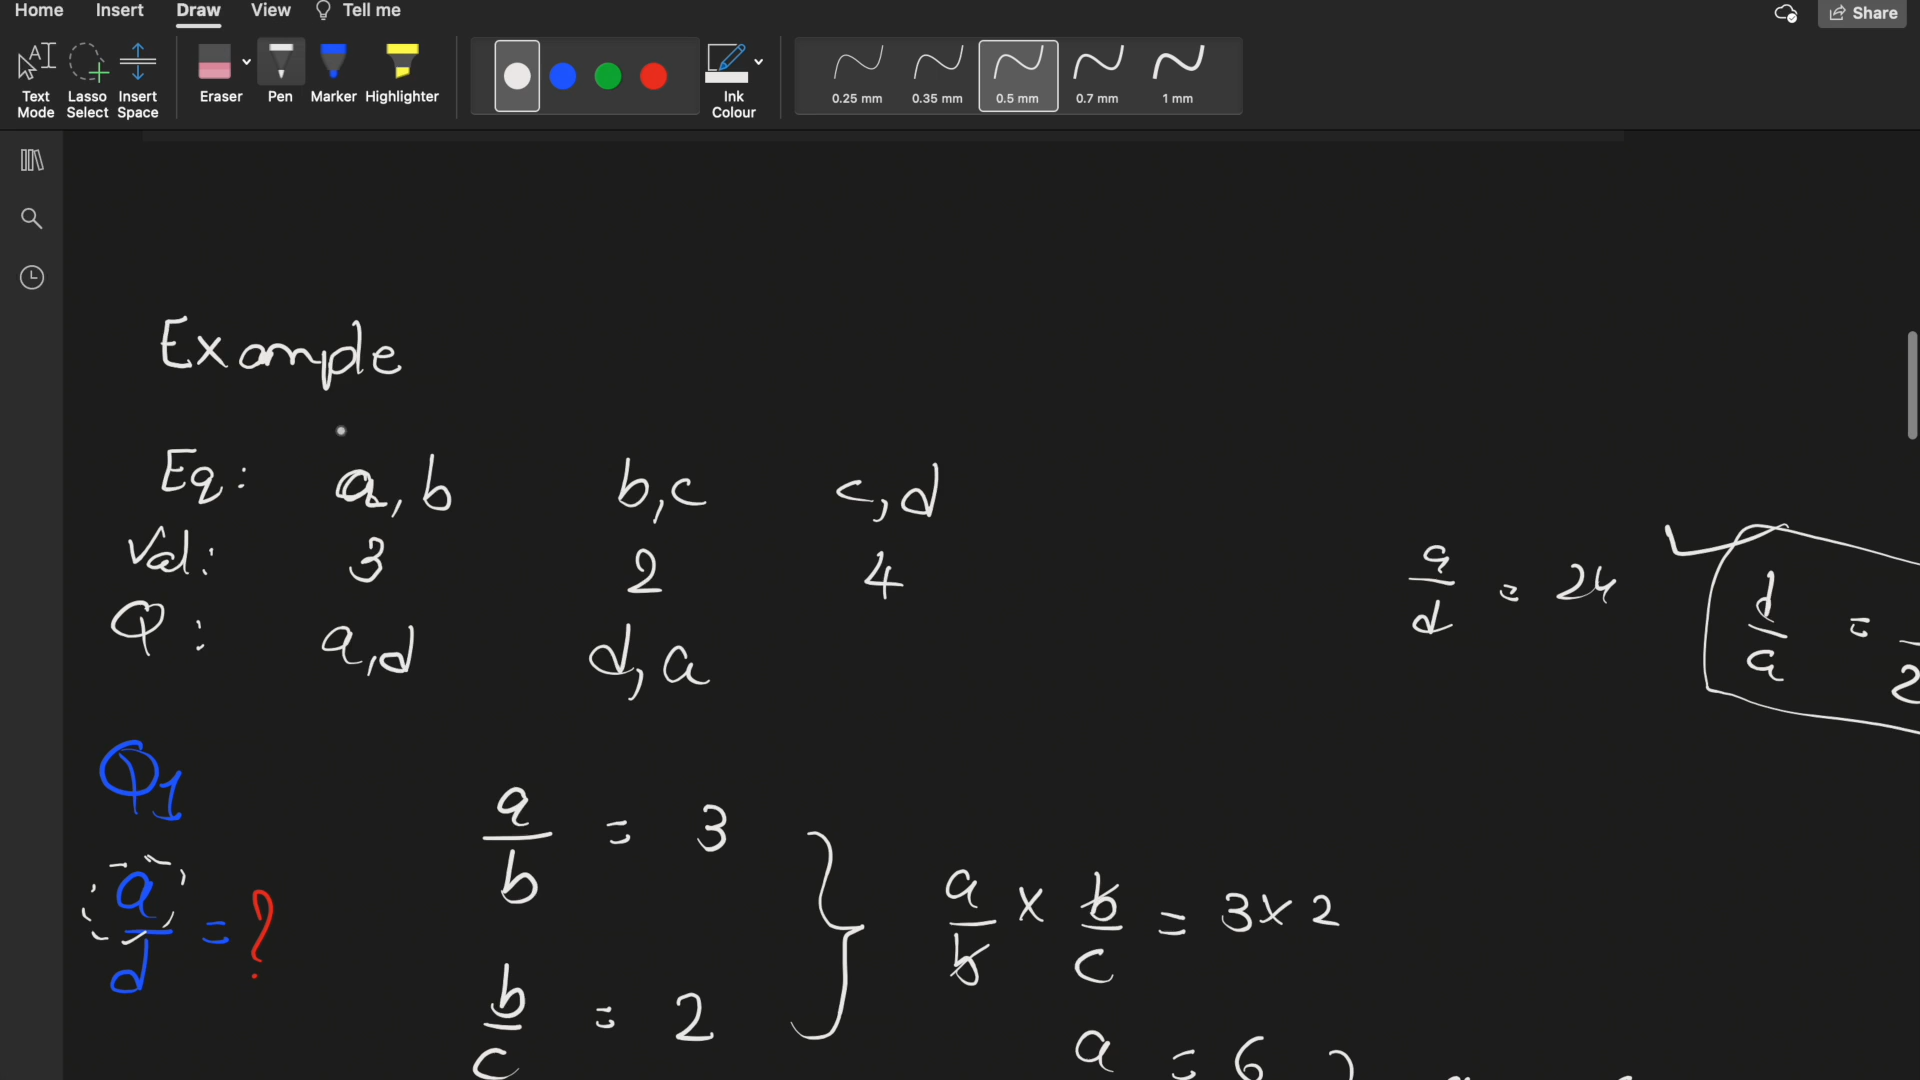 Home Insert Draw View Tell me Share
Text Mode
Lasso Select
Insert Space
Eraser
Pen
Marker
Highlighter
Ink Colour
0.25 mm
0.35 mm
0.5 mm
0.7 mm
1 mm
Example
Eq: a, b b, c c, d
Val: 3 2 4
Q: a, d d, a
a/d = 24
d/a =
2
Q1
a/d = ?
a/b = 3
b/c = 2
a/b × b/c = 3 × 2
a = 6